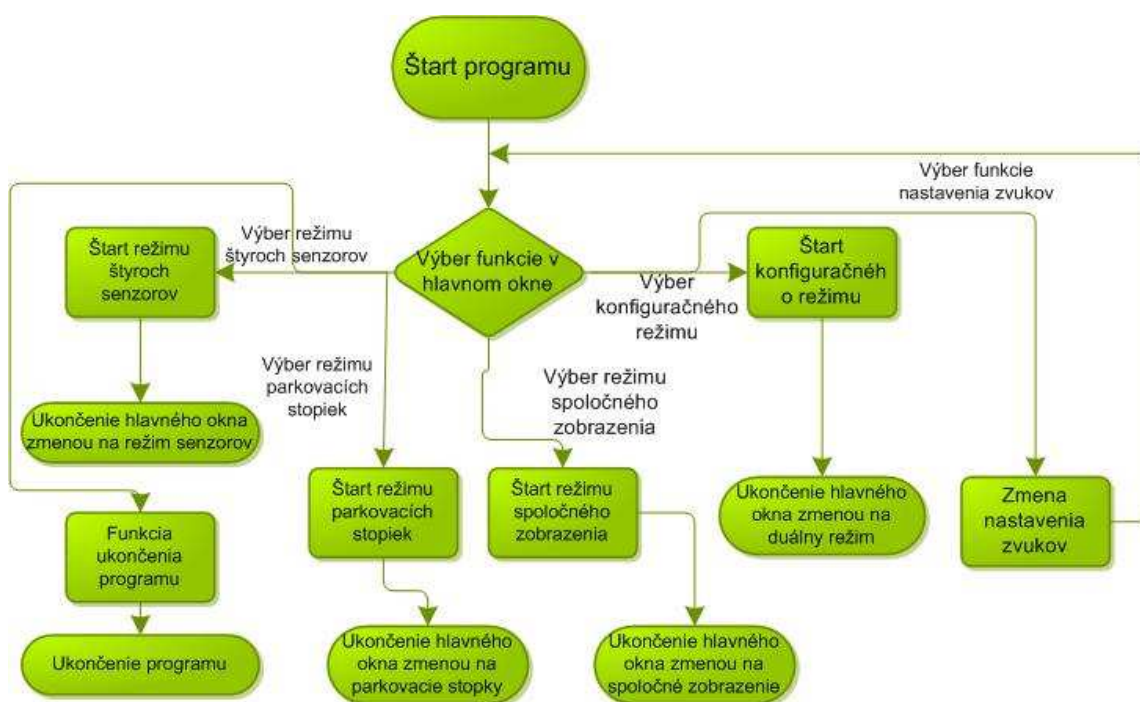 Štart programu
Výber funkcie
nastavenia zvukov
Štart režimu
štyroch
senzorov
Výber režimu
štyroch senzorov
Výber funkcie v
hlavnom okne
Výber
konfiguračného
režimu
Štart
konfiguračnéh
o režimu
Výber režimu
parkovacích
stopiek
Výber režimu
spoločného
zobrazenia
Ukončenie hlavného okna
zmenou na režim senzorov
Štart režimu
parkovacích
stopiek
Štart režimu
spoločného
zobrazenia
Ukončenie hlavného
okna zmenou na
duálny režim
Zmena
nastavenia
zvukov
Funkcia
ukončenia
programu
Ukončenie programu
Ukončenie hlavného
okna zmenou na
parkovacie stopky
Ukončenie hlavného
okna zmenou na
spoločné zobrazenie